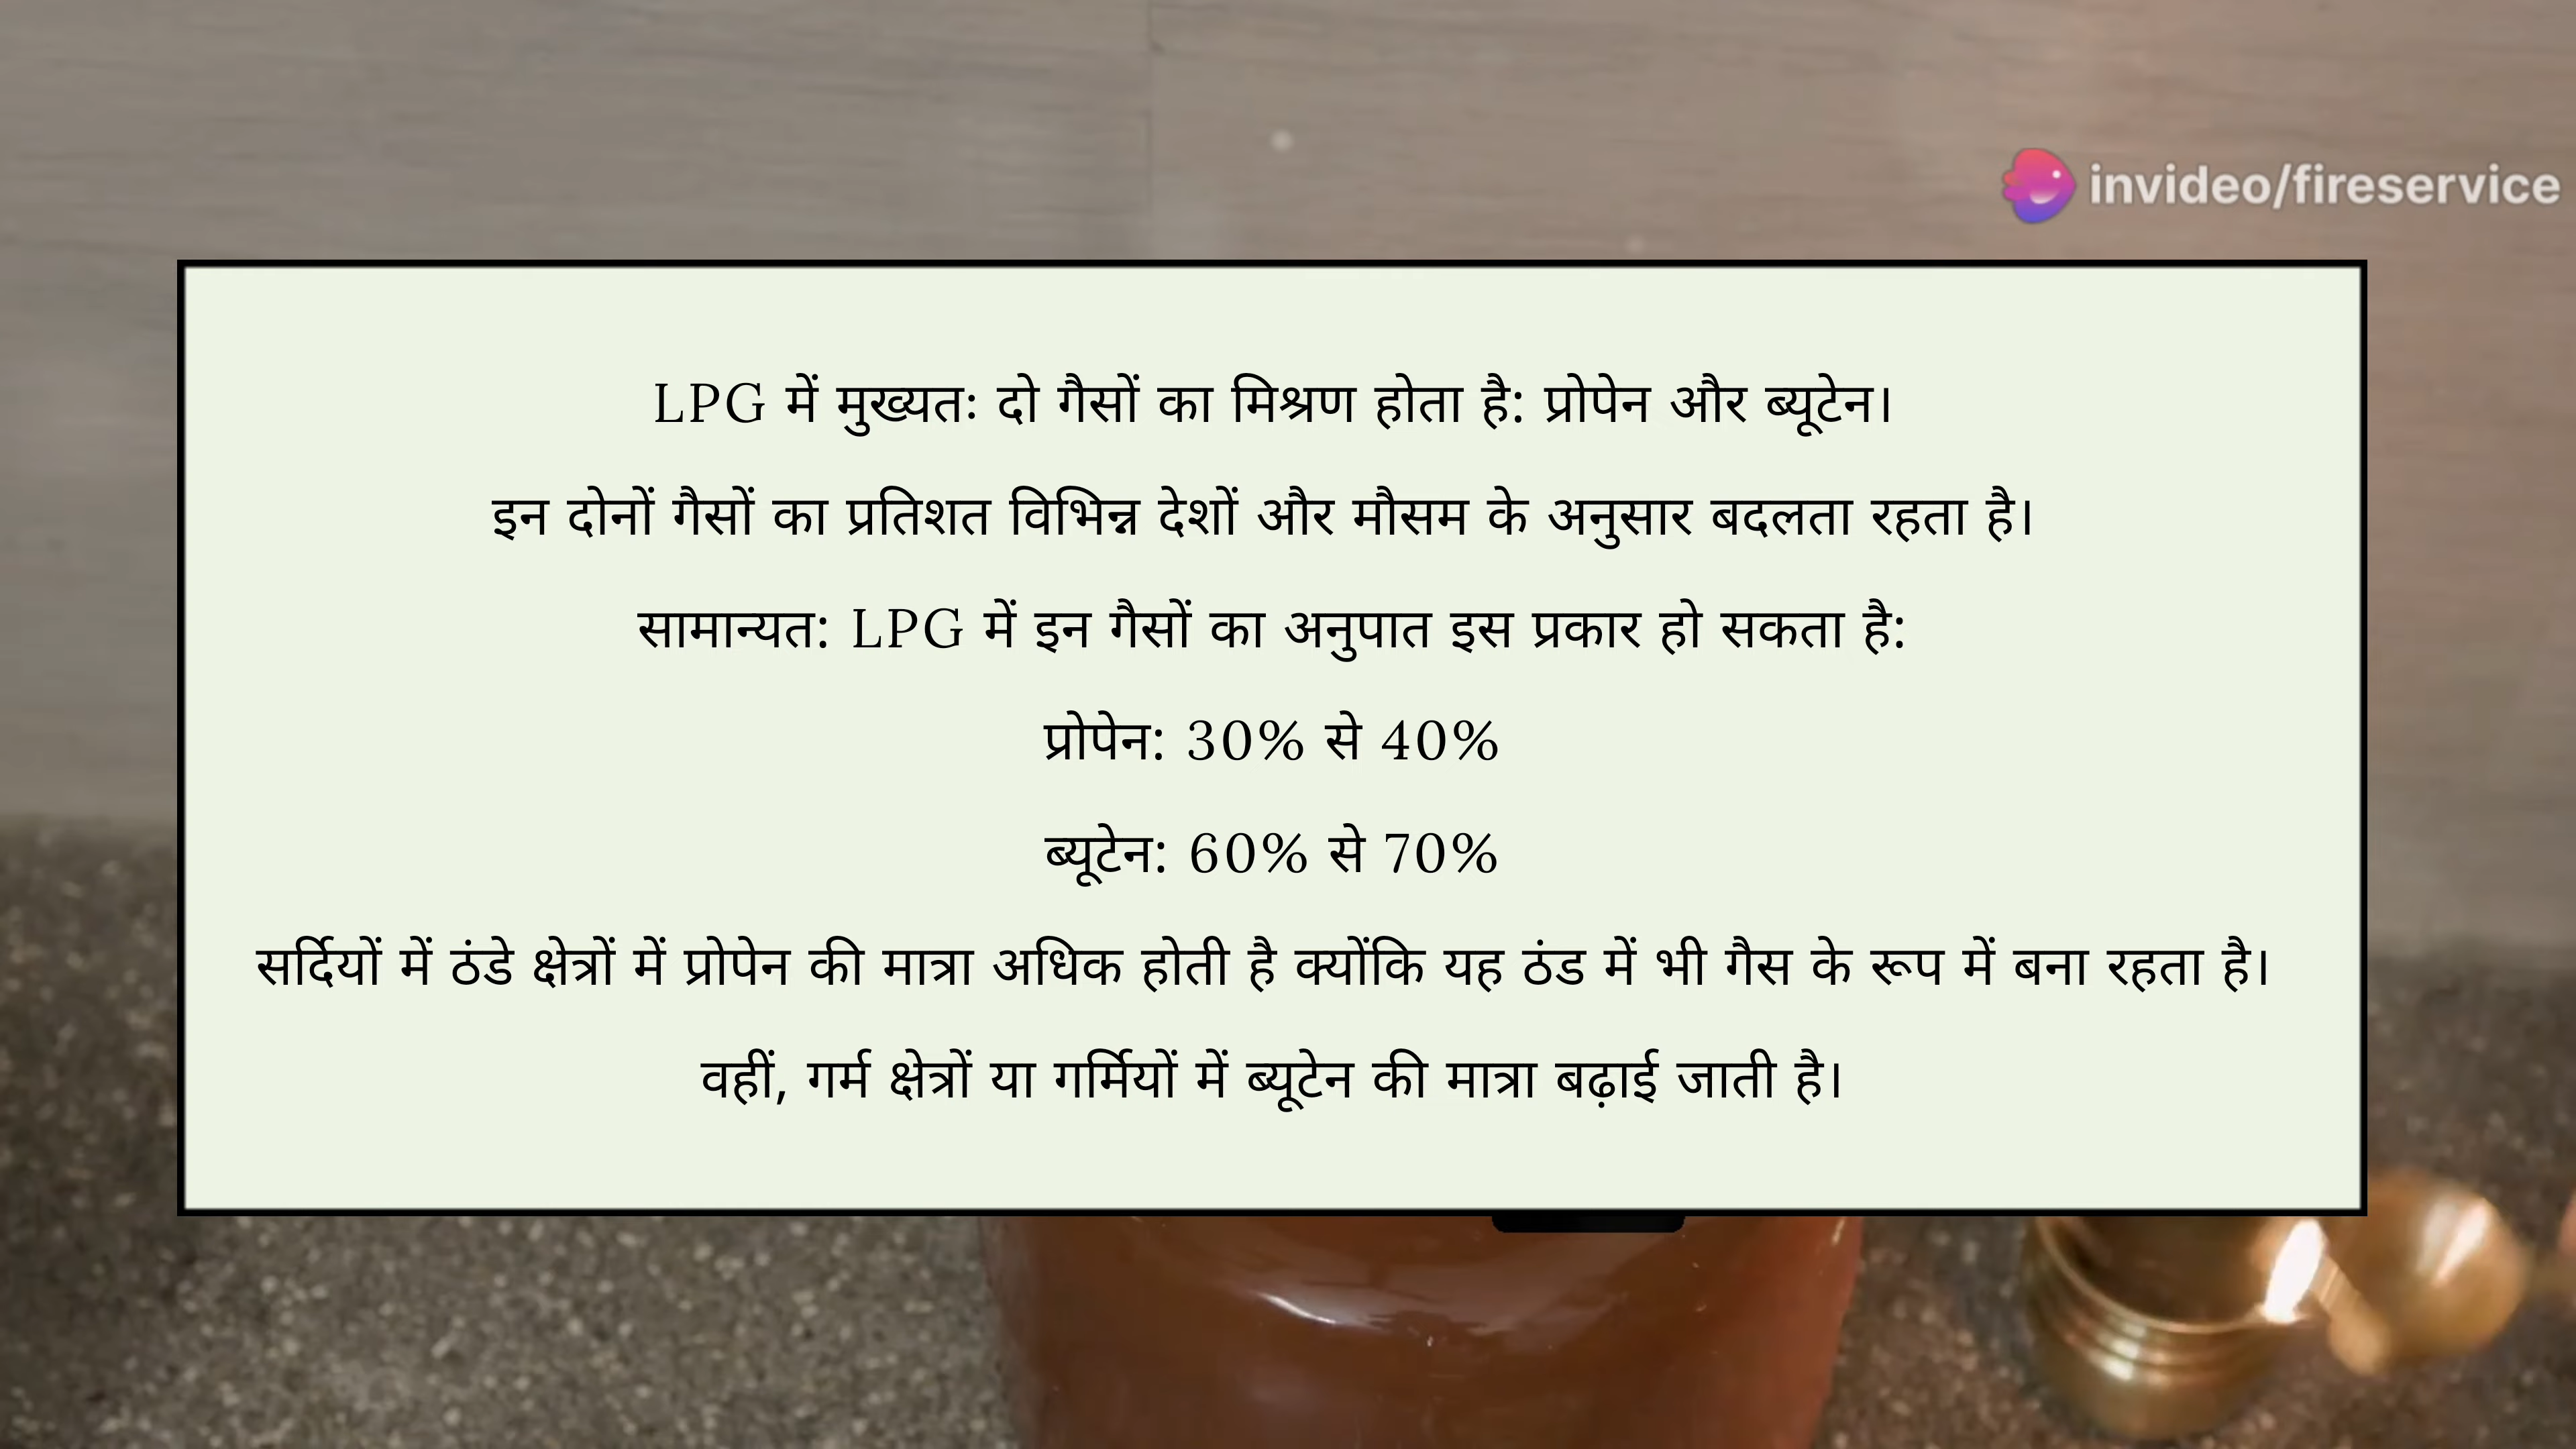 invideo/fireservice
LPG में मुख्यतः दो गैसों का मिश्रण होता है: प्रोपेन और ब्यूटेन।
इन दोनों गैसों का प्रतिशत विभिन्न देशों और मौसम के अनुसार बदलता रहता है।
सामान्यत: LPG में इन गैसों का अनुपात इस प्रकार हो सकता है:
प्रोपेन: 30% से 40%
ब्यूटेन: 60% से 70%
सर्दियों में ठंडे क्षेत्रों में प्रोपेन की मात्रा अधिक होती है क्योंकि यह ठंड में भी गैस के रूप में बना रहता है।
वहीं, गर्म क्षेत्रों या गर्मियों में ब्यूटेन की मात्रा बढ़ाई जाती है।